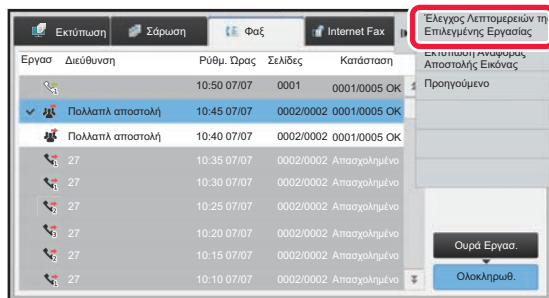 Εκτύπωση Σάρωση Φαξ Internet Fax
Έλεγχος Λεπτομερειών τη
Επιλεγμένης Εργασίας
Εκτύπωση Αναφοράς
Αποστολής Εικόνας
Προηγούμενο
Εργασ Διεύθυνση Ρύθμ. Ώρας Σελίδες Κατάσταση
10:50 07/07 0001 0001/0005 OK
Πολλαπλ αποστολή 10:45 07/07 0002/0002 0001/0005 OK
Πολλαπλ αποστολή 10:40 07/07 0002/0002 0001/0005 OK
27 10:35 07/07 0002/0002 Απασχολημένο
27 10:30 07/07 0002/0002 Απασχολημένο
27 10:25 07/07 0002/0002 Απασχολημένο
27 10:20 07/07 0002/0002 Απασχολημένο
27 10:15 07/07 0002/0002 Απασχολημένο
27 10:10 07/07 0002/0002 Απασχολημένο
Ουρά Εργασ.
Ολοκληρωθ.